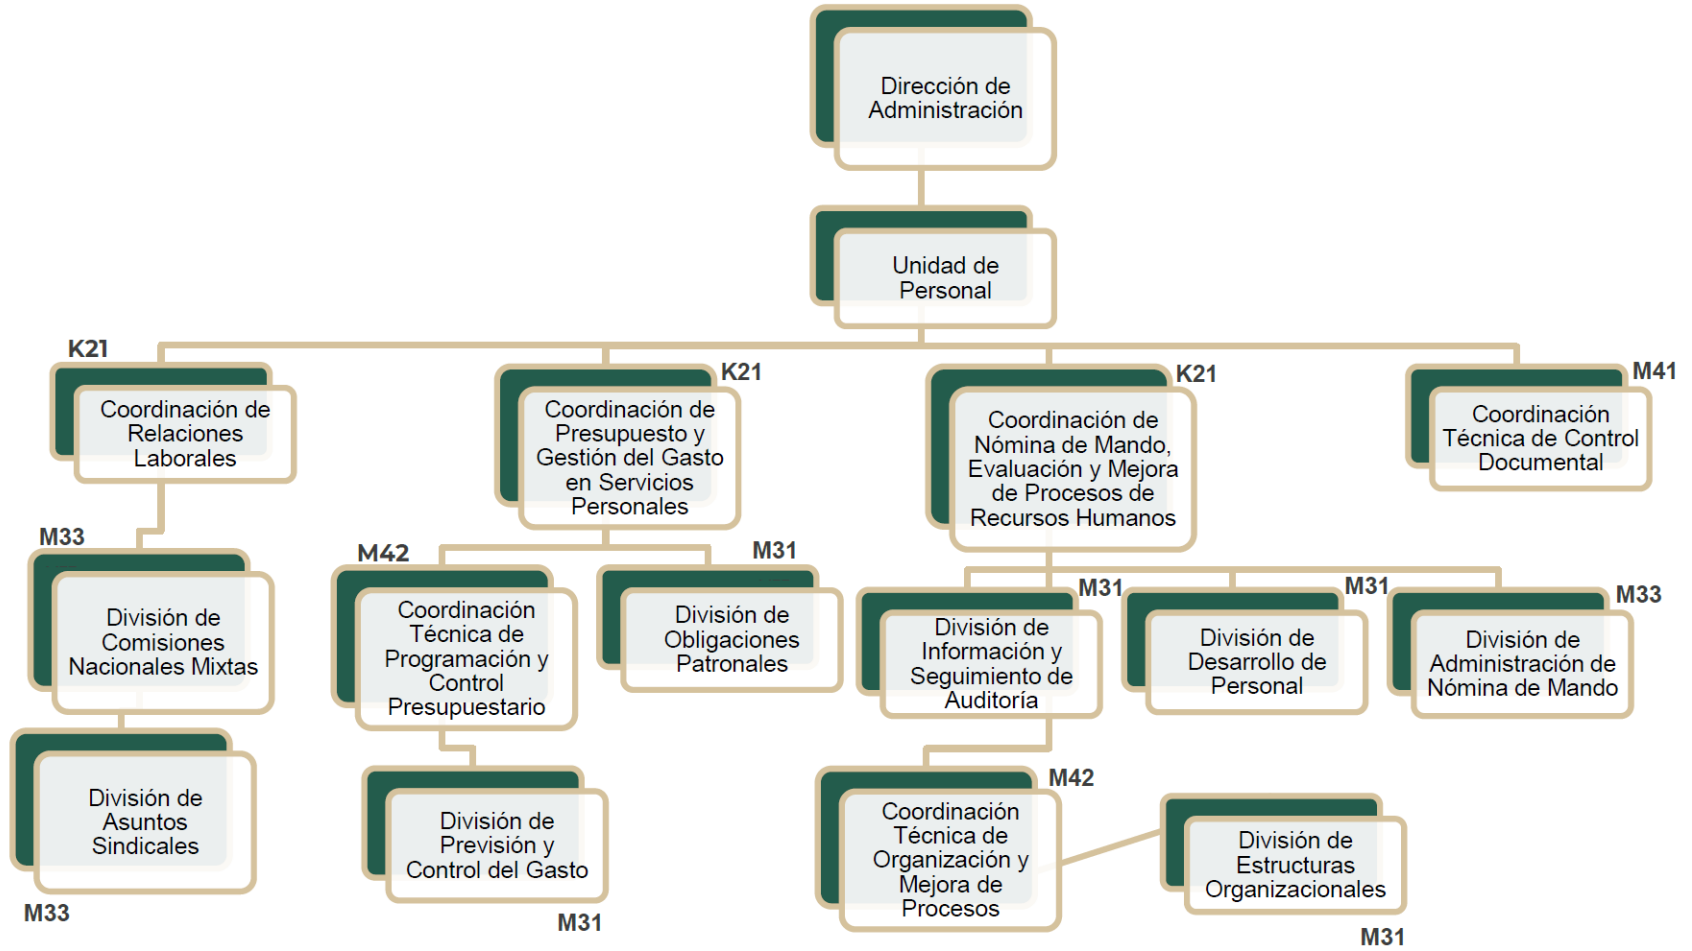 Dirección de
Administración
Unidad de
Personal
K21
Coordinación de
Relaciones
Laborales
K21
Coordinación de
Presupuesto y
Gestión del Gasto
en Servicios
Personales
K21
Coordinación de
Nómina de Mando,
Evaluación y Mejora
de Procesos de
Recursos Humanos
M41
Coordinación
Técnica de Control
Documental
M33
División de
Comisiones
Nacionales Mixtas
M42
Coordinación
Técnica de
Programación y
Control
Presupuestario
M31
División de
Obligaciones
Patronales
M31
División de
Información y
Seguimiento de
Auditoría
M31
División de
Desarrollo de
Personal
M33
División de
Administración de
Nómina de Mando
División de
Asuntos
Sindicales
M33
División de
Previsión y
Control del Gasto
M31
M42
Coordinación
Técnica de
Organización y
Mejora de
Procesos
División de
Estructuras
Organizacionales
M31